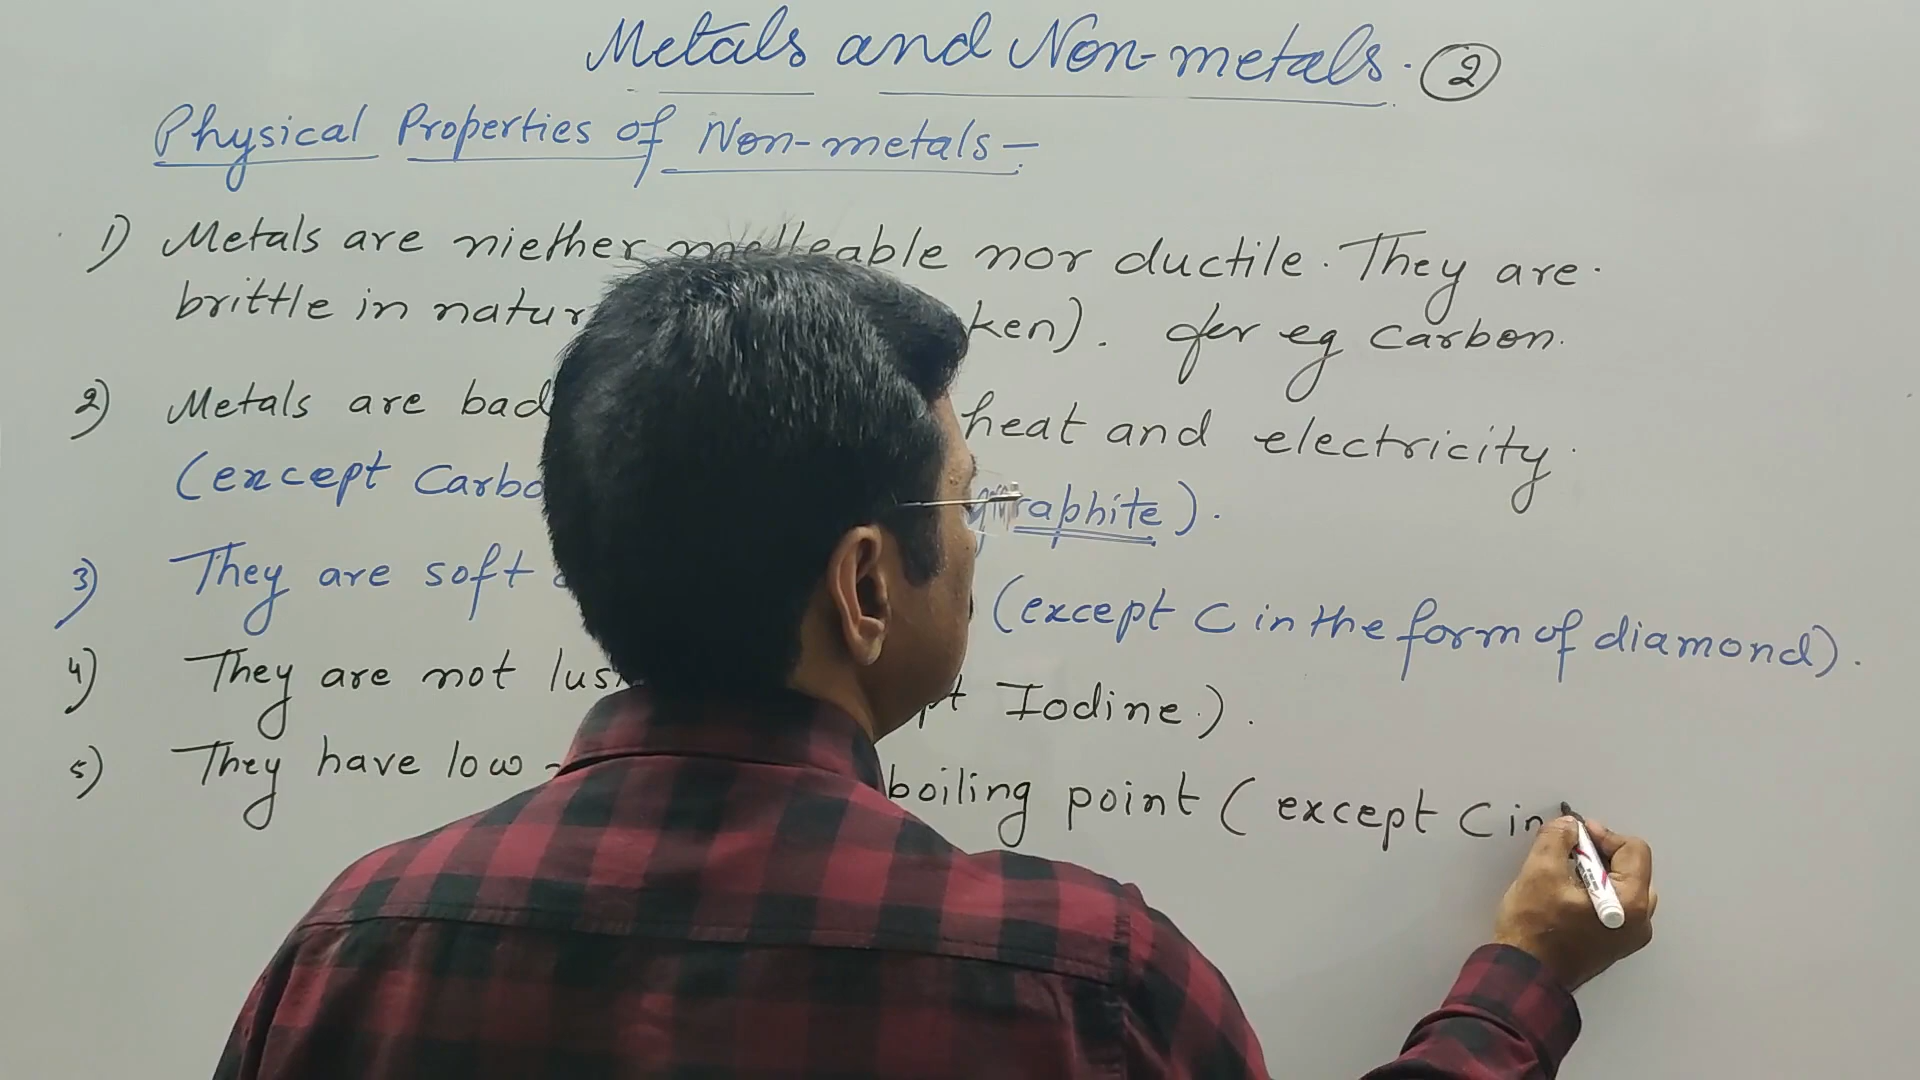 Metals and Non-metals. 2
Physical Properties of Non-metals-
1) Metals are niether melleable nor ductile. They are
brittle in natur ken). for eg carbon.
2) Metals are bad heat and electricity.
(except Carbo graphite).
3) They are soft (except C in the form of diamond).
4) They are not lus pt Iodine.).
5) They have low boiling point (except C in